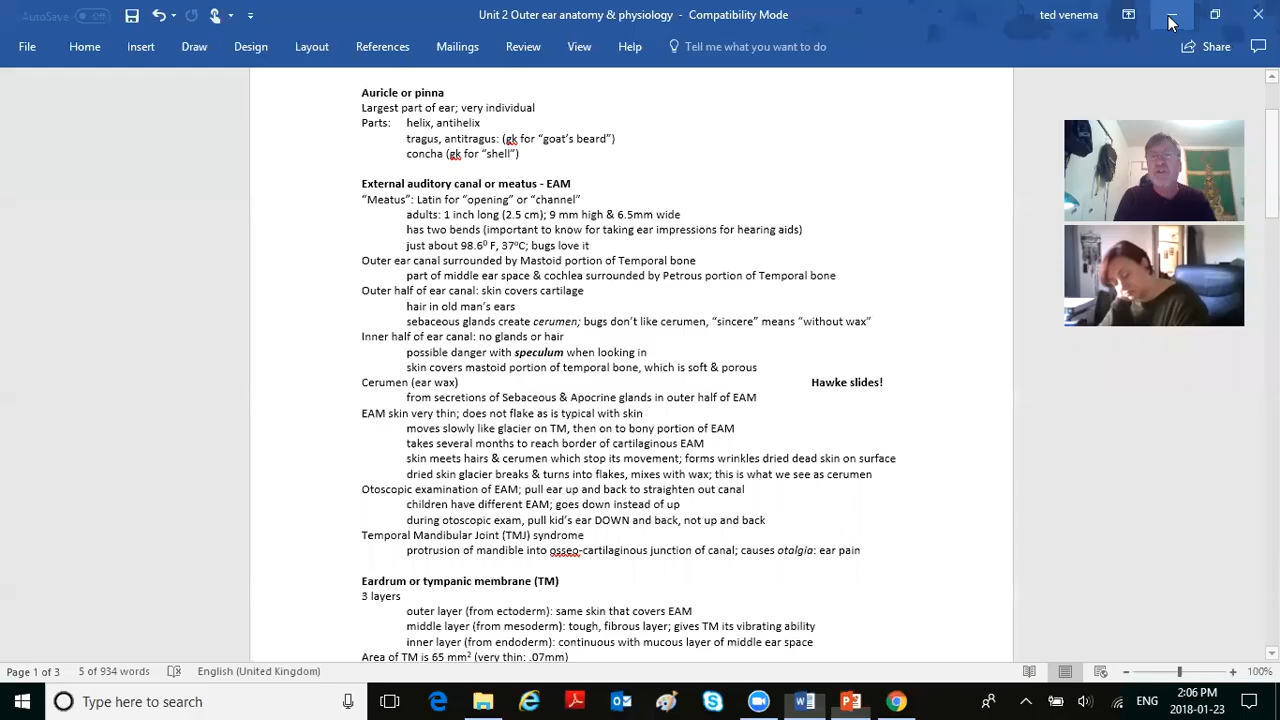 AutoSave Off
Unit 2 Outer ear anatomy & physiology - Compatibility Mode
ted venema
File Home Insert Draw Design Layout References Mailings Review View Help Tell me what you want to do Share
Auricle or pinna
Largest part of ear; very individual
Parts: helix, antihelix
tragus, antitragus: (gk for “goat’s beard”)
concha (gk for “shell”)
External auditory canal or meatus - EAM
“Meatus”: Latin for “opening” or “channel”
adults: 1 inch long (2.5 cm); 9 mm high & 6.5mm wide
has two bends (important to know for taking ear impressions for hearing aids)
just about 98.6⁰ F, 37⁰C; bugs love it
Outer ear canal surrounded by Mastoid portion of Temporal bone
part of middle ear space & cochlea surrounded by Petrous portion of Temporal bone
Outer half of ear canal: skin covers cartilage
hair in old man’s ears
sebaceous glands create cerumen; bugs don’t like cerumen, “sincere” means “without wax”
Inner half of ear canal: no glands or hair
possible danger with speculum when looking in
skin covers mastoid portion of temporal bone, which is soft & porous
Cerumen (ear wax) Hawke slides!
from secretions of Sebaceous & Apocrine glands in outer half of EAM
EAM skin very thin; does not flake as is typical with skin
moves slowly like glacier on TM, then on to bony portion of EAM
takes several months to reach border of cartilaginous EAM
skin meets hairs & cerumen which stop its movement; forms wrinkles dried dead skin on surface
dried skin glacier breaks & turns into flakes, mixes with wax; this is what we see as cerumen
Otoscopic examination of EAM; pull ear up and back to straighten out canal
children have different EAM; goes down instead of up
during otoscopic exam, pull kid’s ear DOWN and back, not up and back
Temporal Mandibular Joint (TMJ) syndrome
protrusion of mandible into osseo-cartilaginous junction of canal; causes otalgia: ear pain
Eardrum or tympanic membrane (TM)
3 layers
outer layer (from ectoderm): same skin that covers EAM
middle layer (from mesoderm): tough, fibrous layer; gives TM its vibrating ability
inner layer (from endoderm): continuous with mucous layer of middle ear space
Area of TM is 65 mm² (very thin: .07mm)
Page 1 of 3 5 of 934 words English (United Kingdom) 100%
Type here to search
ENG
2:06 PM
2018-01-23